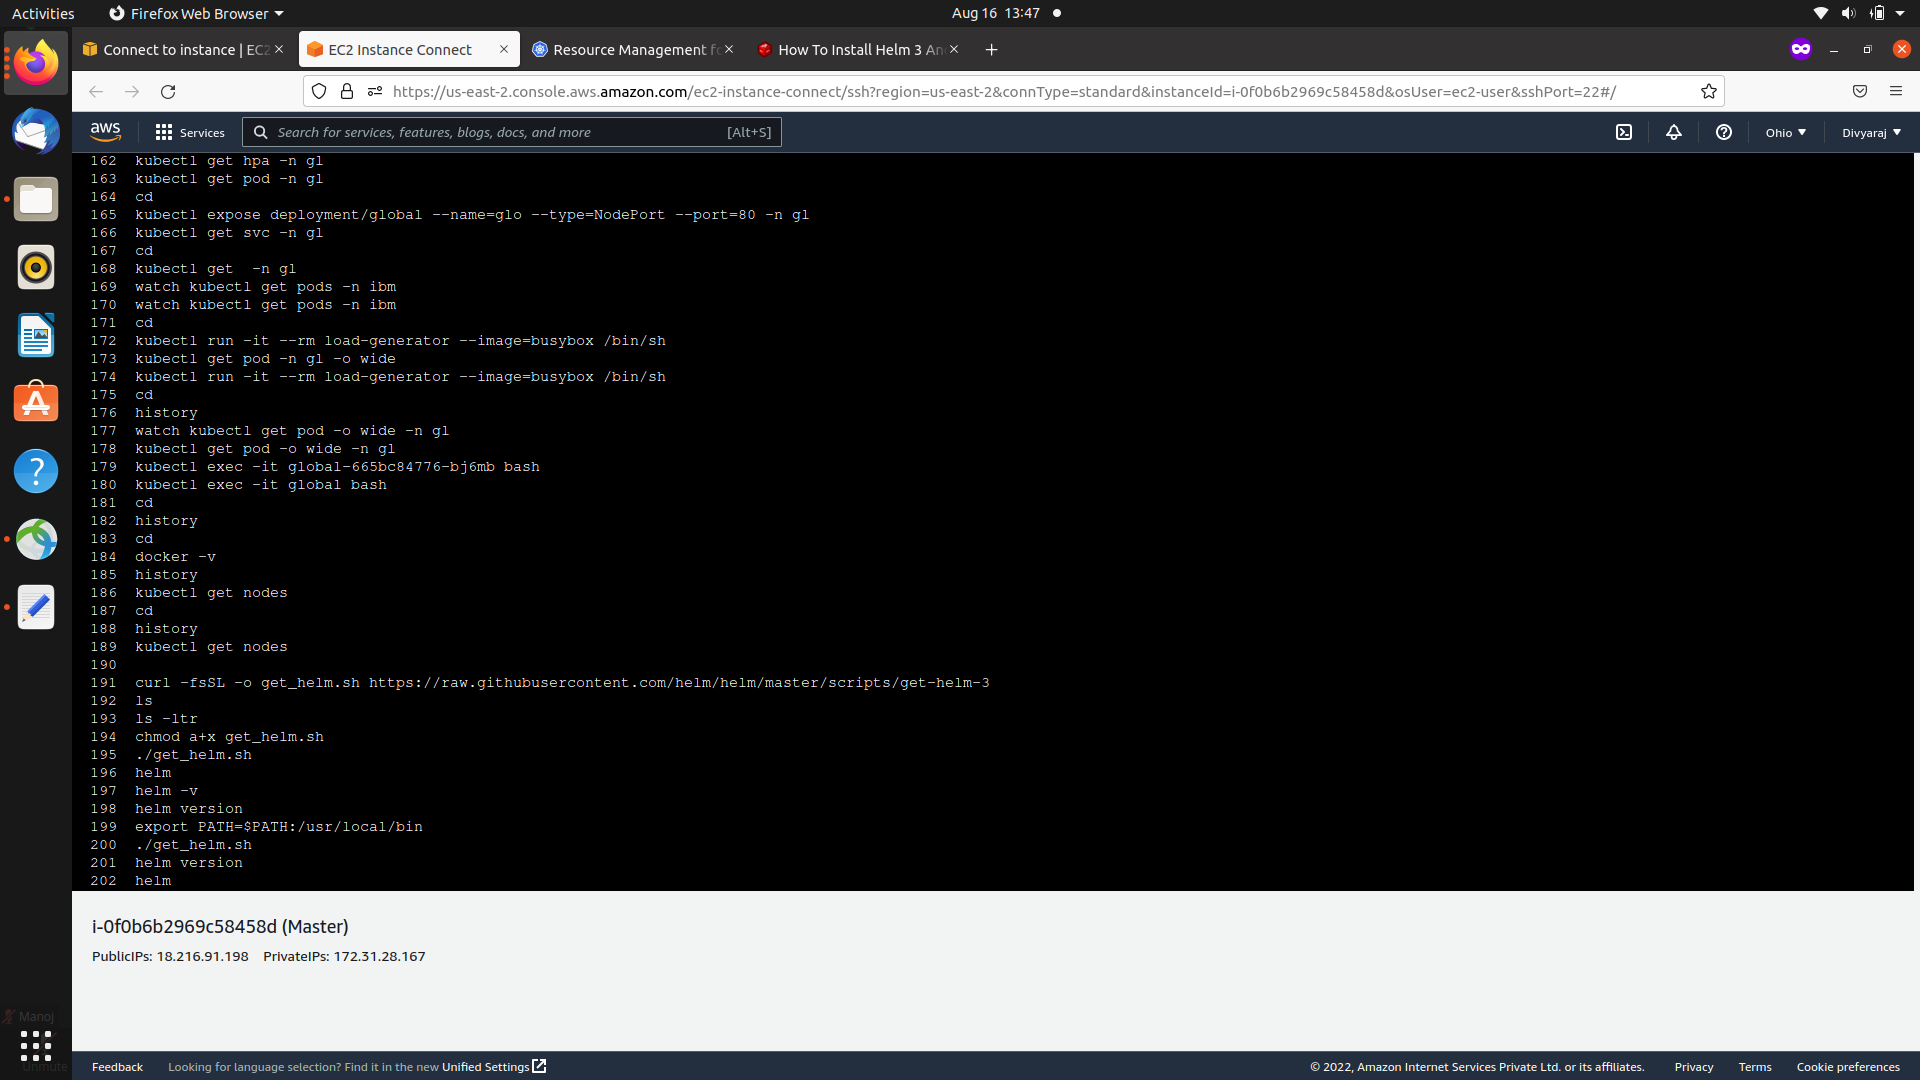 Activities
Firefox Web Browser
Aug 16 13:47
Connect to instance | EC2
EC2 Instance Connect
Resource Management fo
How To Install Helm 3 An
https://us-east-2.console.aws.amazon.com/ec2-instance-connect/ssh?region=us-east-2&connType=standard&instanceId=i-0f0b6b2969c58458d&osUser=ec2-user&sshPort=22#/
aws
Services
Search for services, features, blogs, docs, and more
[Alt+S]
Ohio
Divyaraj
162 kubectl get hpa -n gl
163 kubectl get pod -n gl
164 cd
165 kubectl expose deployment/global --name=glo --type=NodePort --port=80 -n gl
166 kubectl get svc -n gl
167 cd
168 kubectl get  -n gl
169 watch kubectl get pods -n ibm
170 watch kubectl get pods -n ibm
171 cd
172 kubectl run -it --rm load-generator --image=busybox /bin/sh
173 kubectl get pod -n gl -o wide
174 kubectl run -it --rm load-generator --image=busybox /bin/sh
175 cd
176 history
177 watch kubectl get pod -o wide -n gl
178 kubectl get pod -o wide -n gl
179 kubectl exec -it global-665bc84776-bj6mb bash
180 kubectl exec -it global bash
181 cd
182 history
183 cd
184 docker -v
185 history
186 kubectl get nodes
187 cd
188 history
189 kubectl get nodes
190
191 curl -fsSL -o get_helm.sh https://raw.githubusercontent.com/helm/helm/master/scripts/get-helm-3
192 ls
193 ls -ltr
194 chmod a+x get_helm.sh
195 ./get_helm.sh
196 helm
197 helm -v
198 helm version
199 export PATH=$PATH:/usr/local/bin
200 ./get_helm.sh
201 helm version
202 helm
i-0f0b6b2969c58458d (Master)
PublicIPs: 18.216.91.198 PrivateIPs: 172.31.28.167
Manoj
Unmute
Feedback
Looking for language selection? Find it in the new Unified Settings
© 2022, Amazon Internet Services Private Ltd. or its affiliates.
Privacy
Terms
Cookie preferences